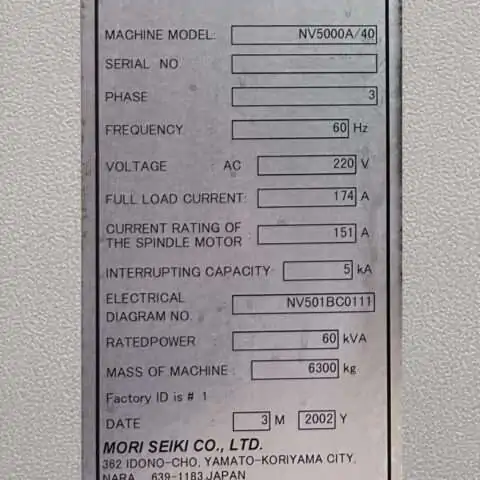 MACHINE MODEL: NV5000A/40
SERIAL NO
PHASE 3
FREQUENCY 60 Hz
VOLTAGE AC 220 V
FULL LOAD CURRENT: 174 A
CURRENT RATING OF
THE SPINDLE MOTOR 151 A
INTERRUPTING CAPACITY 5 kA
ELECTRICAL
DIAGRAM NO. NV501BC0111
RATEDPOWER 60 kVA
MASS OF MACHINE 6300 kg
Factory ID is # 1
DATE 3 M 2002 Y
MORI SEIKI CO., LTD.
362 IDONO-CHO, YAMATO-KORIYAMA CITY,
NARA 639-1183 JAPAN